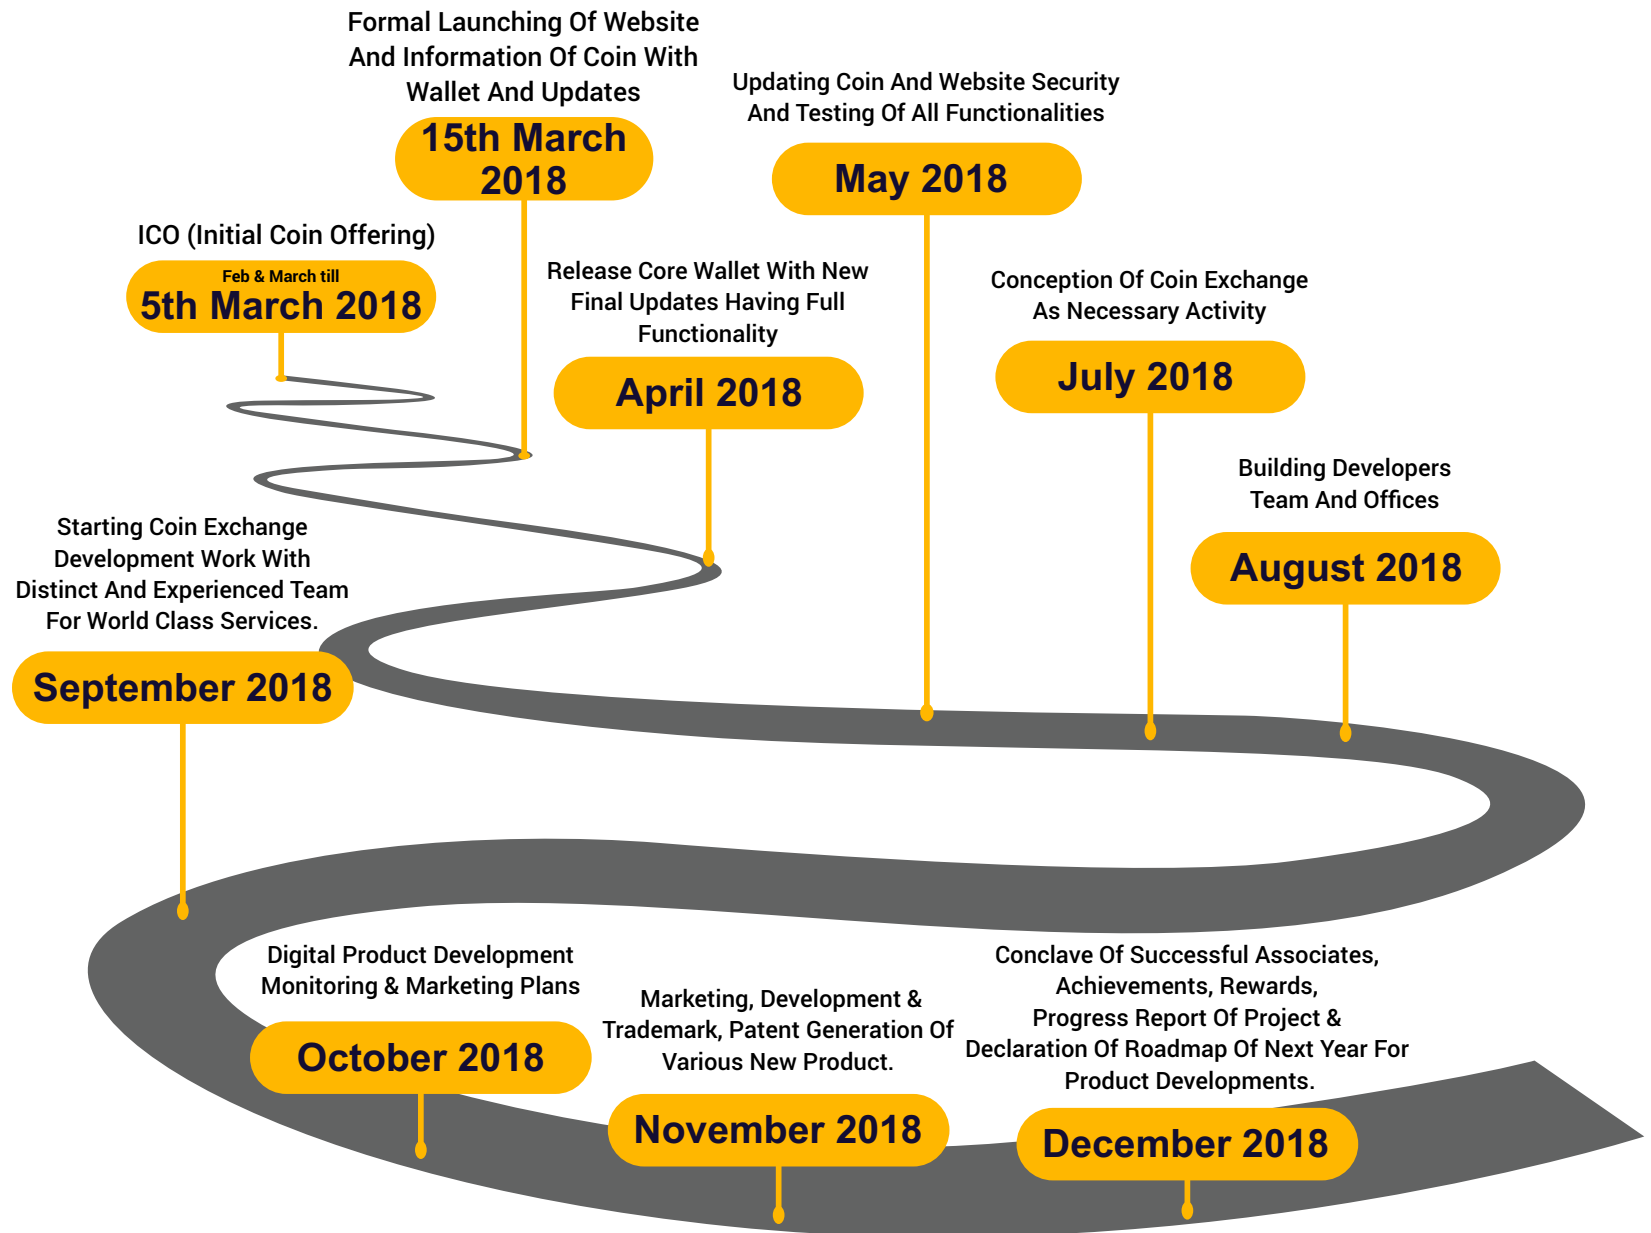 Formal Launching Of Website
And Information Of Coin With
Wallet And Updates
15th March
2018
Updating Coin And Website Security
And Testing Of All Functionalities
May 2018
ICO (Initial Coin Offering)
Feb & March till
5th March 2018
Release Core Wallet With New
Final Updates Having Full
Functionality
April 2018
Conception Of Coin Exchange
As Necessary Activity
July 2018
Building Developers
Team And Offices
August 2018
Starting Coin Exchange
Development Work With
Distinct And Experienced Team
For World Class Services.
September 2018
Digital Product Development
Monitoring & Marketing Plans
October 2018
Marketing, Development &
Trademark, Patent Generation Of
Various New Product.
November 2018
Conclave Of Successful Associates,
Achievements, Rewards,
Progress Report Of Project &
Declaration Of Roadmap Of Next Year For
Product Developments.
December 2018